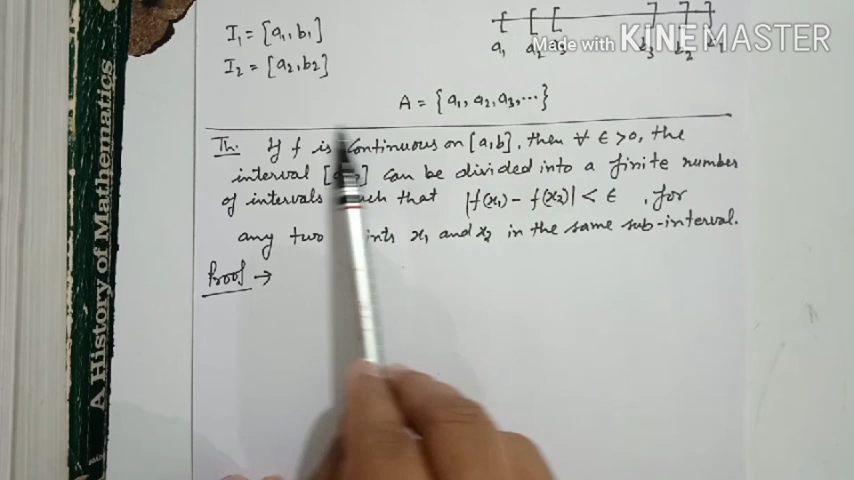 I₁ = [a₁, b₁]
I₂ = [a₂, b₂]
a₁ a₂ b₂
Made with KINEMASTER
A = {a₁, a₂, a₃, ...}
Th. If f is continuous on [a,b], then ∀ ϵ > 0, the
interval can be divided into a finite number
of intervals that |f(x₁) - f(x₂)| < ϵ , for
any two x₁ and x₂ in the same sub-interval.
Proof →
A History of Mathematics